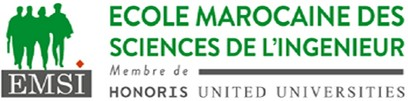 EMSI
ECOLE MAROCAINE DES
SCIENCES DE L'INGENIEUR
Membre de
HONORIS UNITED UNIVERSITIES